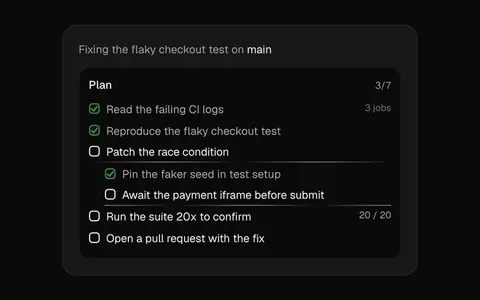 Fixing the flaky checkout test on main
Plan 3/7
Read the failing CI logs 3 jobs
Reproduce the flaky checkout test
Patch the race condition
Pin the faker seed in test setup
Await the payment iframe before submit
Run the suite 20x to confirm 20 / 20
Open a pull request with the fix